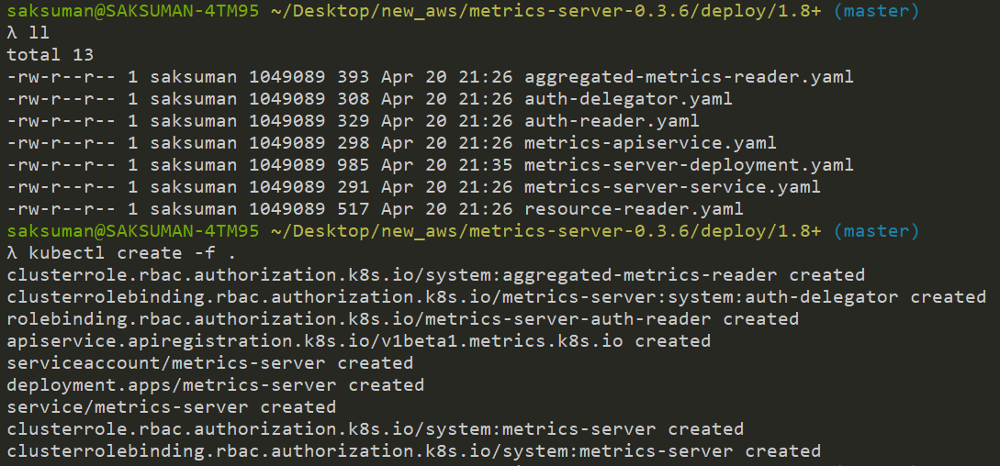 saksuman@SAKSUMAN-4TM95 ~/Desktop/new_aws/metrics-server-0.3.6/deploy/1.8+ (master)
λ ll
total 13
-rw-r--r-- 1 saksuman 1049089 393 Apr 20 21:26 aggregated-metrics-reader.yaml
-rw-r--r-- 1 saksuman 1049089 308 Apr 20 21:26 auth-delegator.yaml
-rw-r--r-- 1 saksuman 1049089 329 Apr 20 21:26 auth-reader.yaml
-rw-r--r-- 1 saksuman 1049089 298 Apr 20 21:26 metrics-apiservice.yaml
-rw-r--r-- 1 saksuman 1049089 985 Apr 20 21:35 metrics-server-deployment.yaml
-rw-r--r-- 1 saksuman 1049089 291 Apr 20 21:26 metrics-server-service.yaml
-rw-r--r-- 1 saksuman 1049089 517 Apr 20 21:26 resource-reader.yaml
saksuman@SAKSUMAN-4TM95 ~/Desktop/new_aws/metrics-server-0.3.6/deploy/1.8+ (master)
λ kubectl create -f .
clusterrole.rbac.authorization.k8s.io/system:aggregated-metrics-reader created
clusterrolebinding.rbac.authorization.k8s.io/metrics-server:system:auth-delegator created
rolebinding.rbac.authorization.k8s.io/metrics-server-auth-reader created
apiservice.apiregistration.k8s.io/v1beta1.metrics.k8s.io created
serviceaccount/metrics-server created
deployment.apps/metrics-server created
service/metrics-server created
clusterrole.rbac.authorization.k8s.io/system:metrics-server created
clusterrolebinding.rbac.authorization.k8s.io/system:metrics-server created